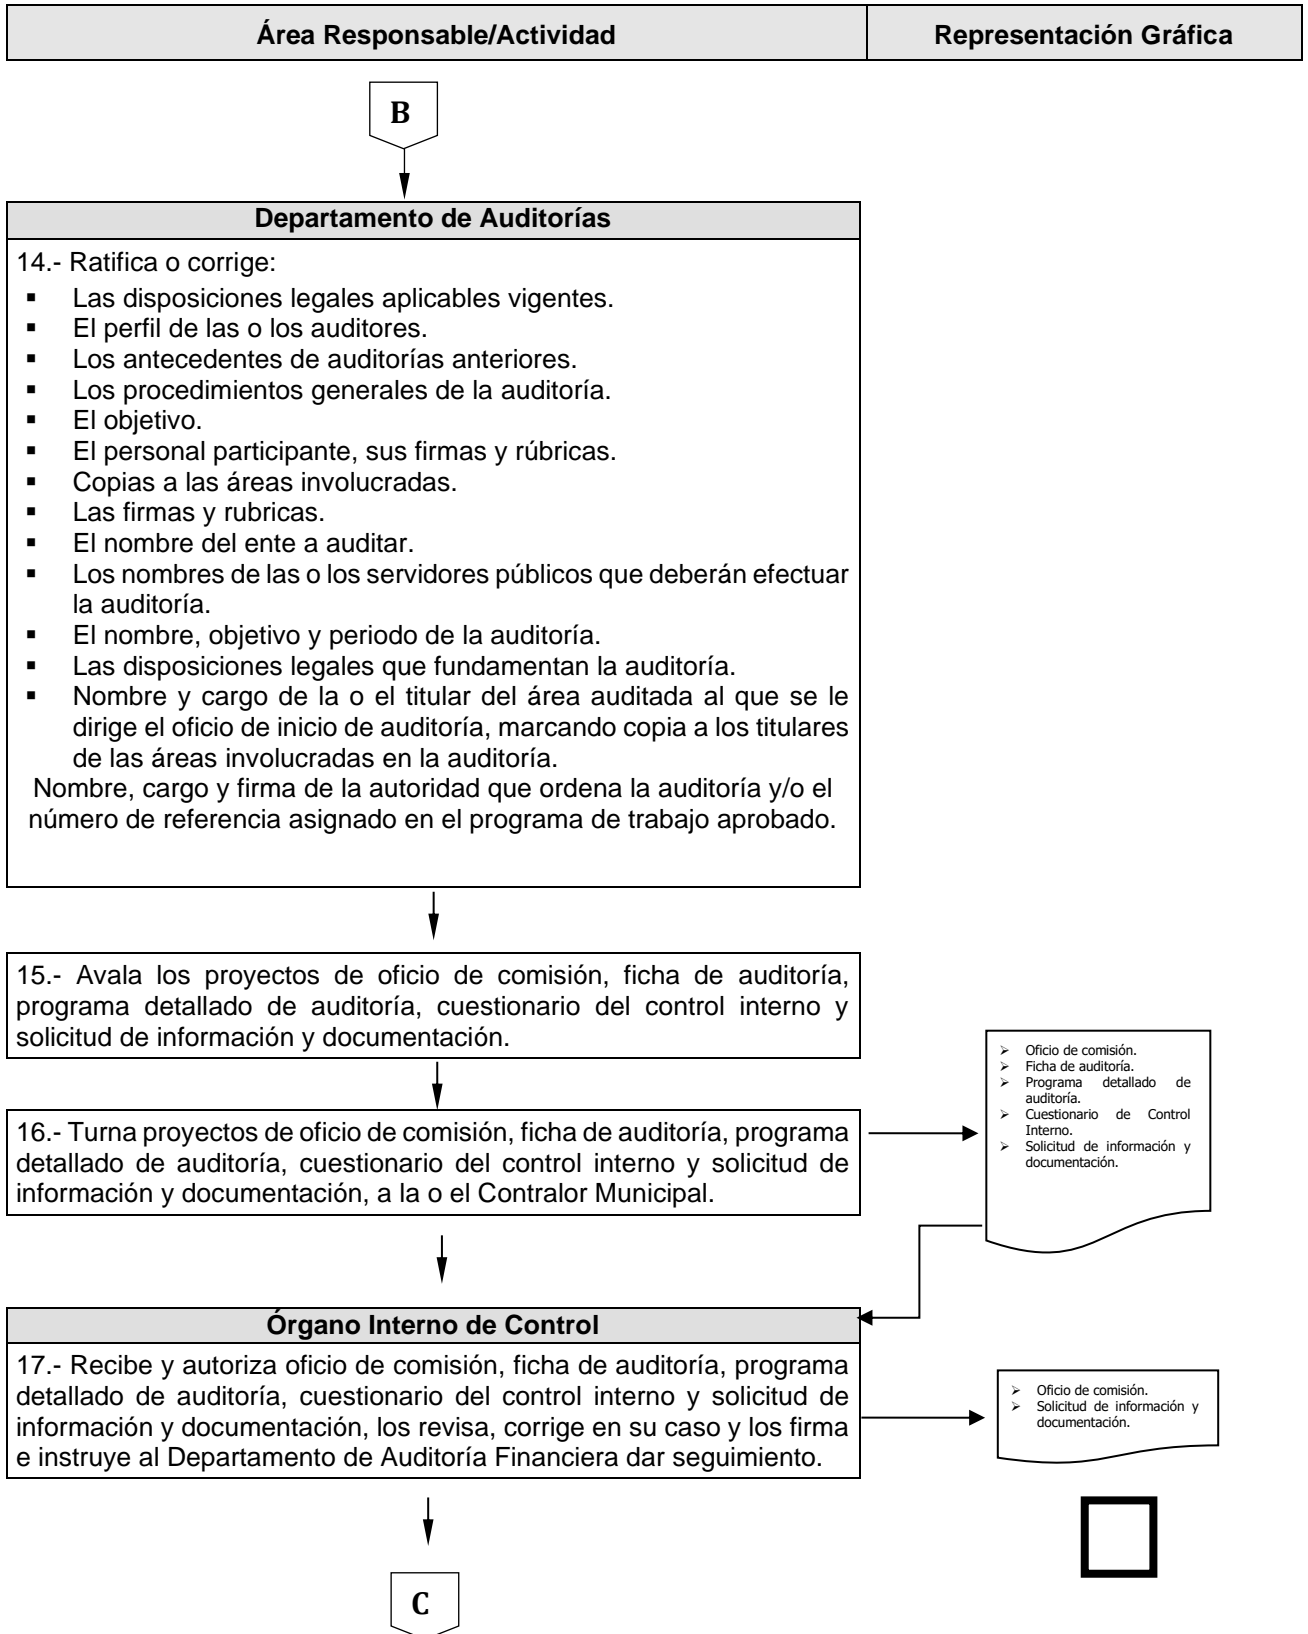 Área Responsable/Actividad
Representación Gráfica
B
Departamento de Auditorías
14.- Ratifica o corrige:
▪ Las disposiciones legales aplicables vigentes.
▪ El perfil de las o los auditores.
▪ Los antecedentes de auditorías anteriores.
▪ Los procedimientos generales de la auditoría.
▪ El objetivo.
▪ El personal participante, sus firmas y rúbricas.
▪ Copias a las áreas involucradas.
▪ Las firmas y rubricas.
▪ El nombre del ente a auditar.
▪ Los nombres de las o los servidores públicos que deberán efectuar
la auditoría.
▪ El nombre, objetivo y periodo de la auditoría.
▪ Las disposiciones legales que fundamentan la auditoría.
▪ Nombre y cargo de la o el titular del área auditada al que se le
dirige el oficio de inicio de auditoría, marcando copia a los titulares
de las áreas involucradas en la auditoría.
Nombre, cargo y firma de la autoridad que ordena la auditoría y/o el
número de referencia asignado en el programa de trabajo aprobado.
15.- Avala los proyectos de oficio de comisión, ficha de auditoría,
programa detallado de auditoría, cuestionario del control interno y
solicitud de información y documentación.
16.- Turna proyectos de oficio de comisión, ficha de auditoría, programa
detallado de auditoría, cuestionario del control interno y solicitud de
información y documentación, a la o el Contralor Municipal.
➢ Oficio de comisión.
➢ Ficha de auditoría.
➢ Programa detallado de
auditoría.
➢ Cuestionario de Control
Interno.
➢ Solicitud de información y
documentación.
Órgano Interno de Control
17.- Recibe y autoriza oficio de comisión, ficha de auditoría, programa
detallado de auditoría, cuestionario del control interno y solicitud de
información y documentación, los revisa, corrige en su caso y los firma
e instruye al Departamento de Auditoría Financiera dar seguimiento.
➢ Oficio de comisión.
➢ Solicitud de información y
documentación.
C